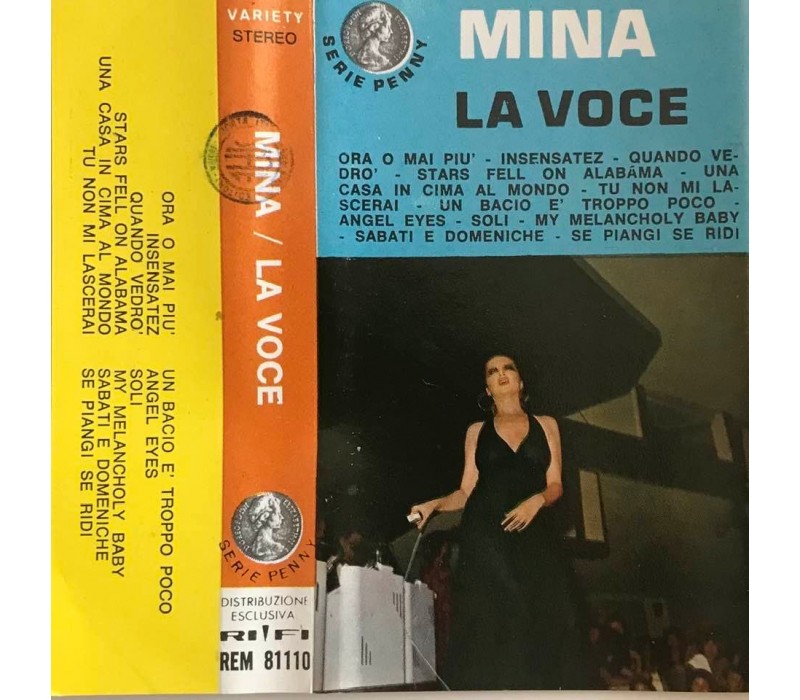 UNA CASA IN CIMA AL MONDO
STARS FELL ON ALABAMA
TU NON MI LASCERAI
QUANDO VEDRO'
INSENSATEZ
ORA O MAI PIU'
UN BACIO E' TROPPO POCO
ANGEL EYES
SOLI
MY MELANCHOLY BABY
SABATI E DOMENICHE
SE PIANGI SE RIDI
VARIETY
STEREO
MINA / LA VOCE
SERIE PENNY
DISTRIBUZIONE
ESCLUSIVA
RI/FI
REM 81110
SERIE PENNY
MINA
LA VOCE
ORA O MAI PIU' - INSENSATEZ - QUANDO VE-
DRO' - STARS FELL ON ALABÁMA - UNA
CASA IN CIMA AL MONDO - TU NON MI LA-
SCERAI - UN BACIO E' TROPPO POCO -
ANGEL EYES - SOLI - MY MELANCHOLY BABY
- SABATI E DOMENICHE - SE PIANGI SE RIDI